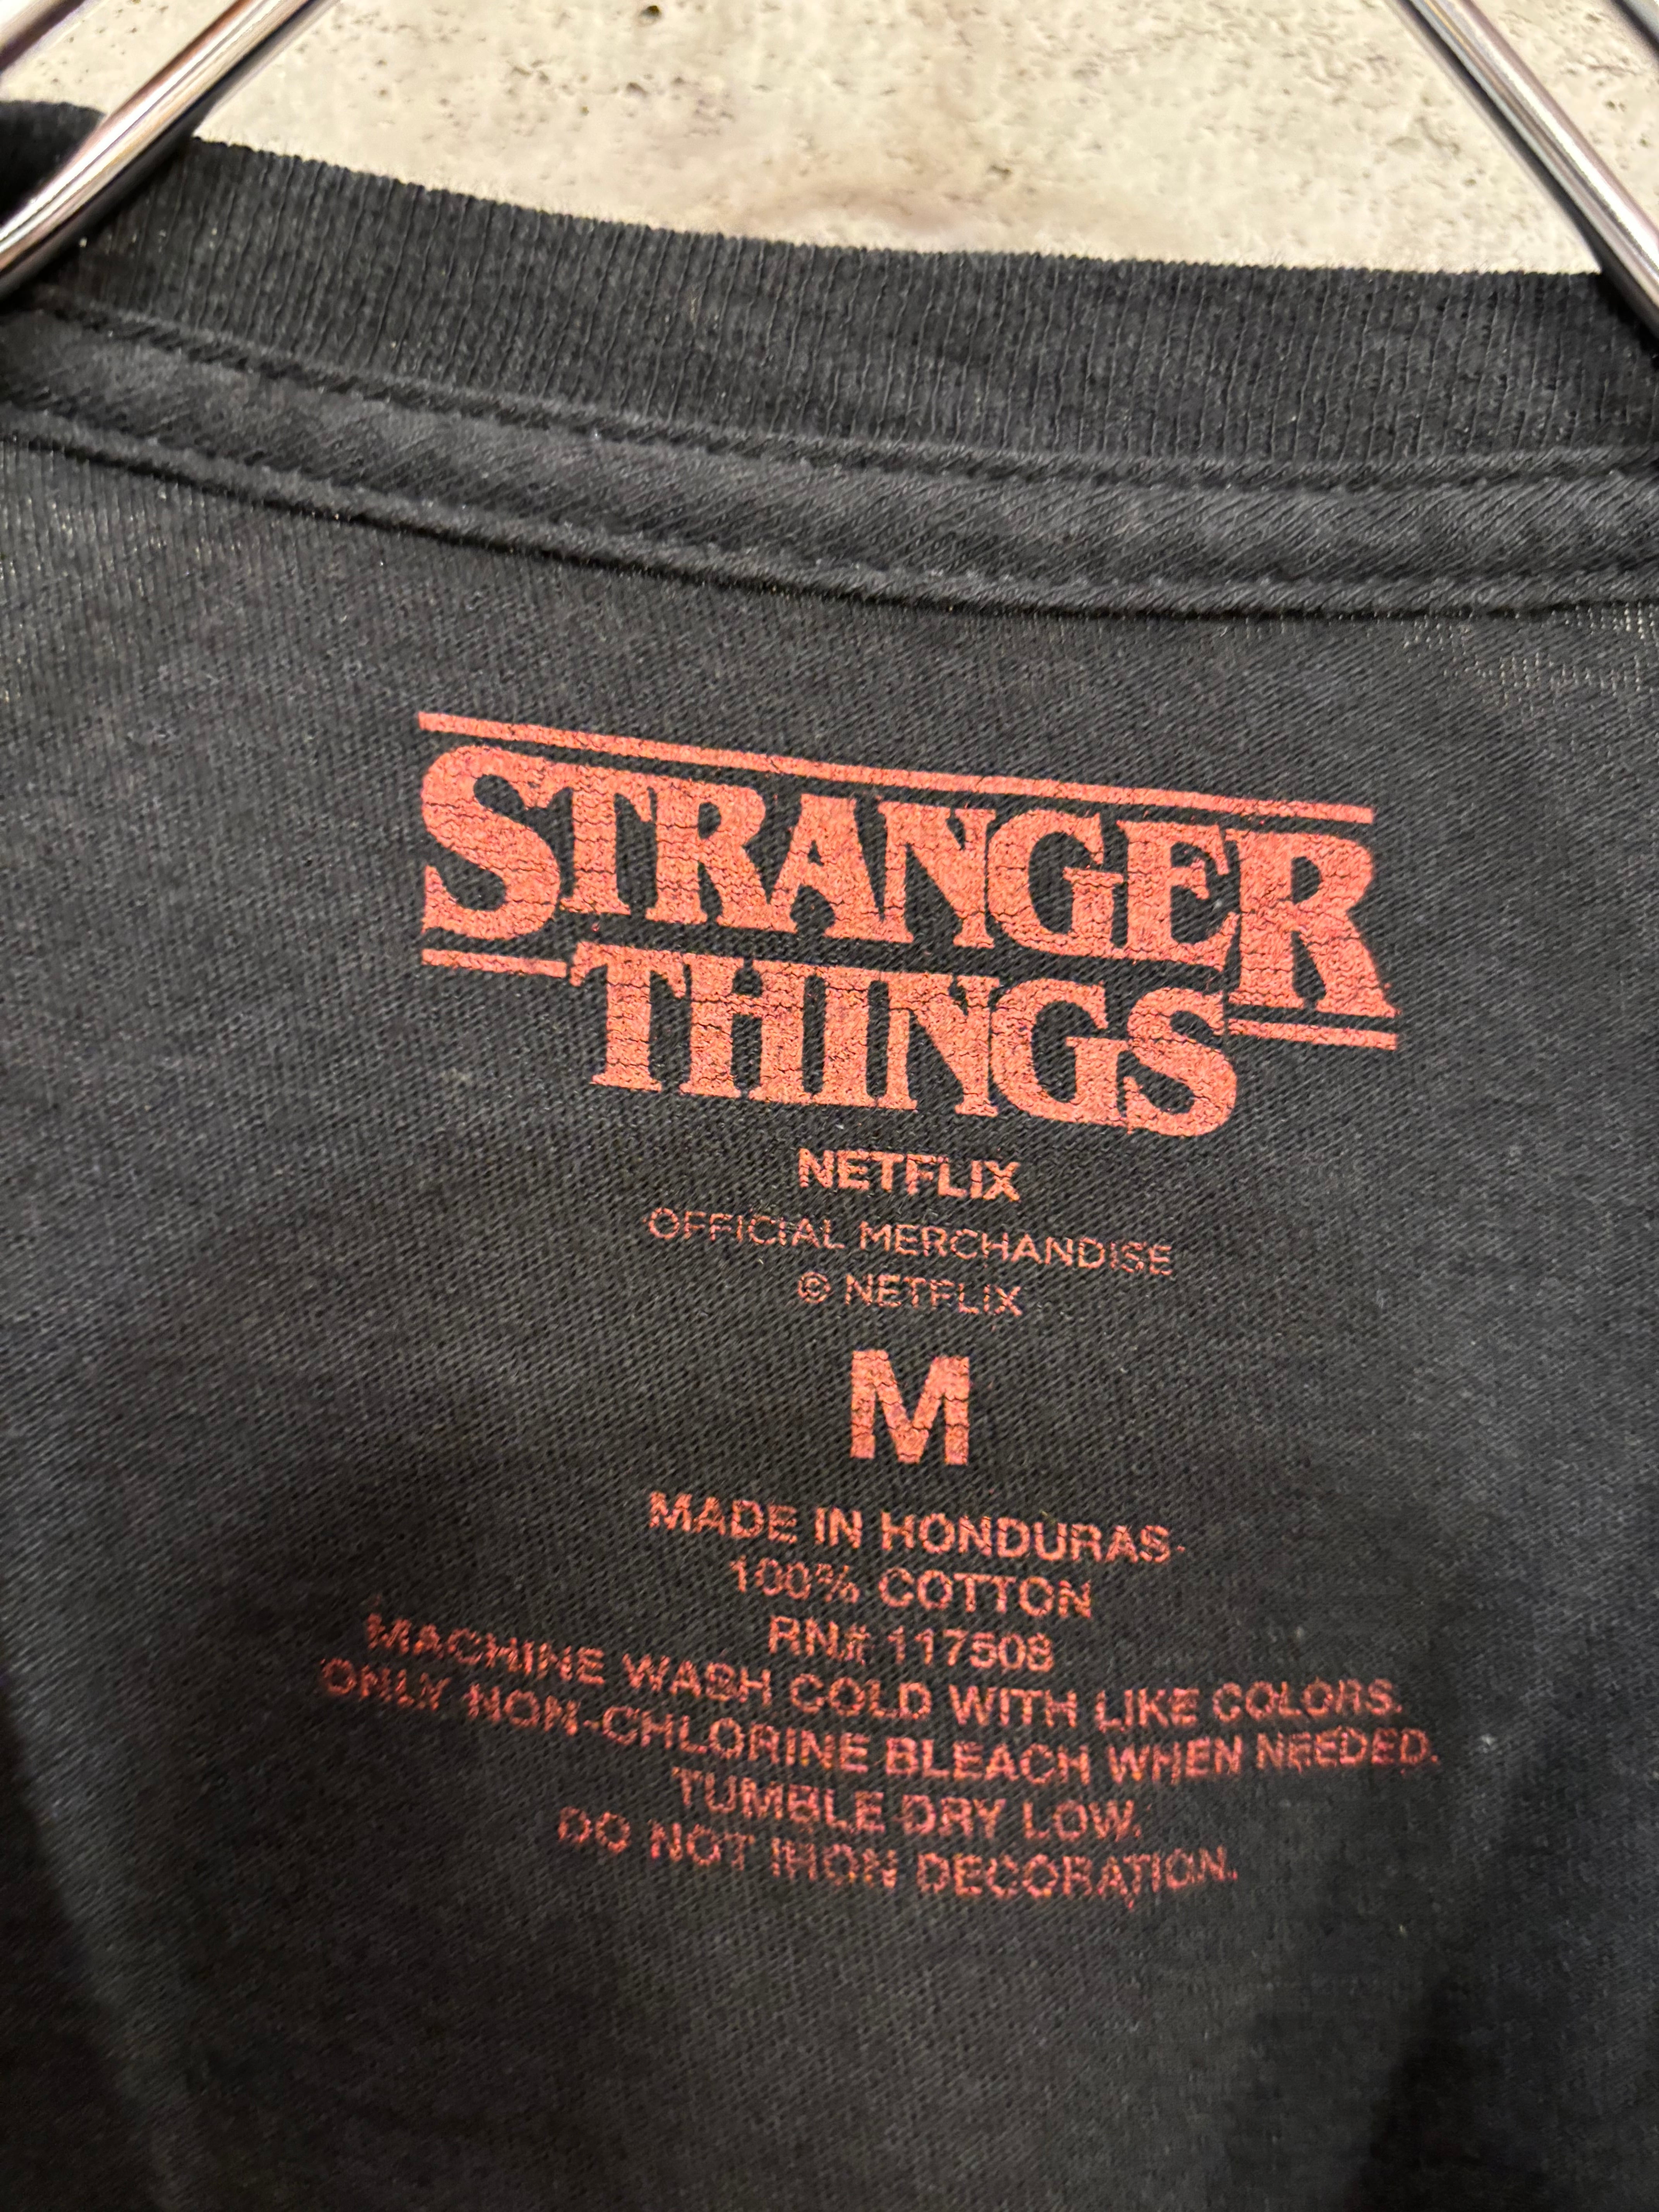 STRANGER
THINGS
NETFLIX
OFFICIAL MERCHANDISE
© NETFLIX
M
MADE IN HONDURAS
100% COTTON
RN# 117508
MACHINE WASH COLD WITH LIKE COLORS.
ONLY NON-CHLORINE BLEACH WHEN NEEDED.
TUMBLE DRY LOW.
DO NOT IRON DECORATION.